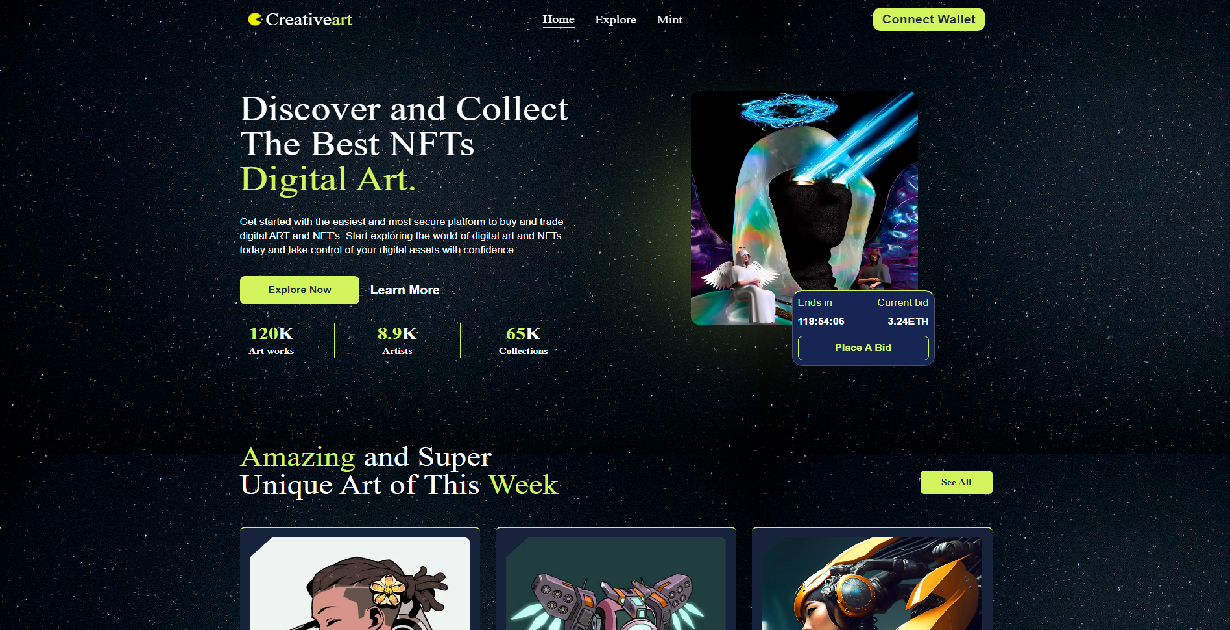 Creativeart
Home Explore Mint
Connect Wallet
Discover and Collect
The Best NFTs
Digital Art.
Get started with the easiest and most secure platform to buy and trade
digital ART and NFT's. Start exploring the world of digital art and NFTs
today and take control of your digital assets with confidence
Explore Now
Learn More
120K
Art works
8.9K
Artists
65K
Collections
Ends in Current bid
118:54:05 3.24ETH
Place A Bid
Amazing and Super
Unique Art of This Week
See All